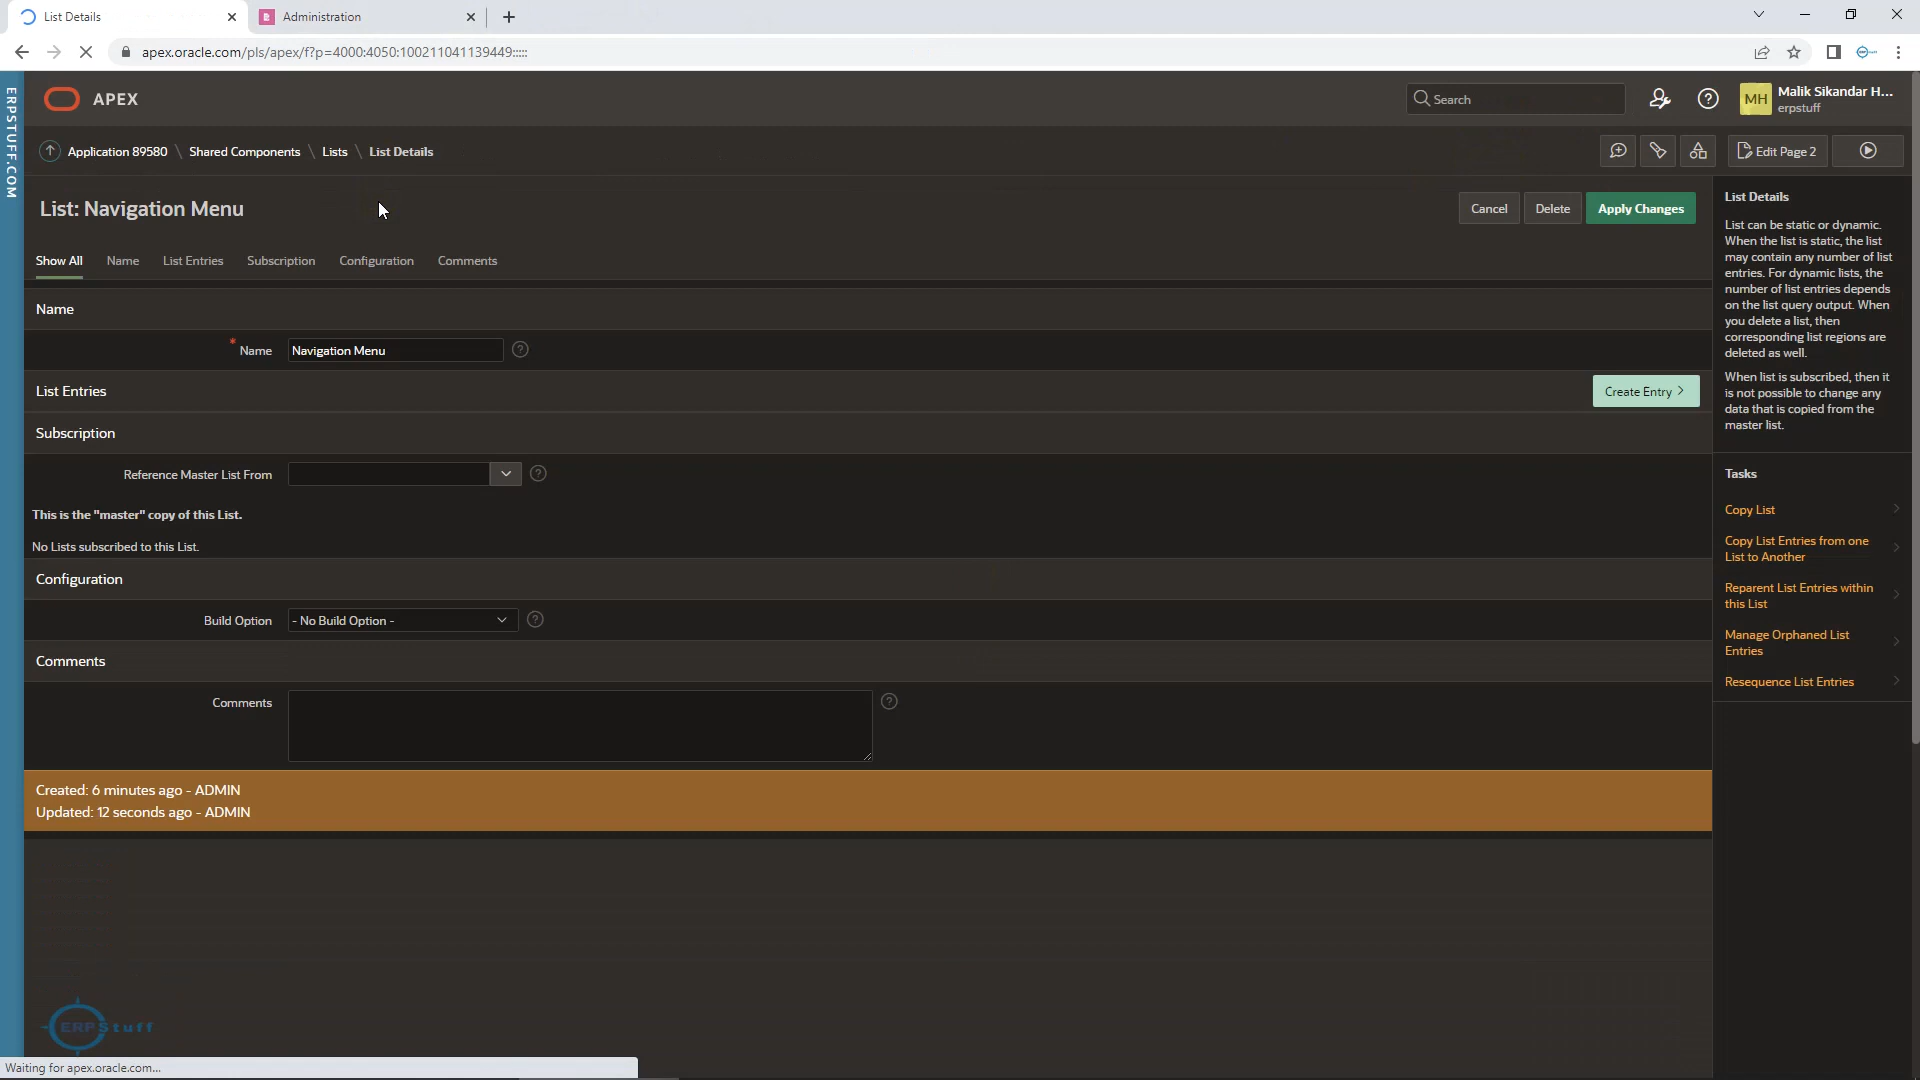 List Details
Administration
apex.oracle.com/pls/apex/f?p=4000:4050:100211041139449:::::
ERPSTUFF.COM
APEX
Search
MH
Malik Sikandar H...
erpstuff
Application 89580 \ Shared Components \ Lists \ List Details
Edit Page 2
List: Navigation Menu
Cancel
Delete
Apply Changes
Show All
Name
List Entries
Subscription
Configuration
Comments
Name
* Name
Navigation Menu
List Entries
Create Entry >
Subscription
Reference Master List From
This is the "master" copy of this List.
No Lists subscribed to this List.
Configuration
Build Option
- No Build Option -
Comments
Comments
Created: 6 minutes ago - ADMIN
Updated: 12 seconds ago - ADMIN
List Details
List can be static or dynamic.
When the list is static, the list
may contain any number of list
entries. For dynamic lists, the
number of list entries depends
on the list query output. When
you delete a list, then
corresponding list regions are
deleted as well.
When list is subscribed, then it
is not possible to change any
data that is copied from the
master list.
Tasks
Copy List
Copy List Entries from one
List to Another
Reparent List Entries within
this List
Manage Orphaned List
Entries
Resequence List Entries
ERPStuff
Waiting for apex.oracle.com...